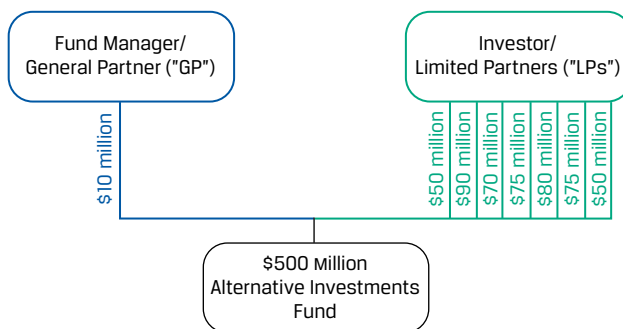 Fund Manager/
General Partner ("GP")
Investor/
Limited Partners ("LPs")
$10 million
$50 million
$90 million
$70 million
$75 million
$80 million
$75 million
$50 million
$500 Million
Alternative Investments
Fund